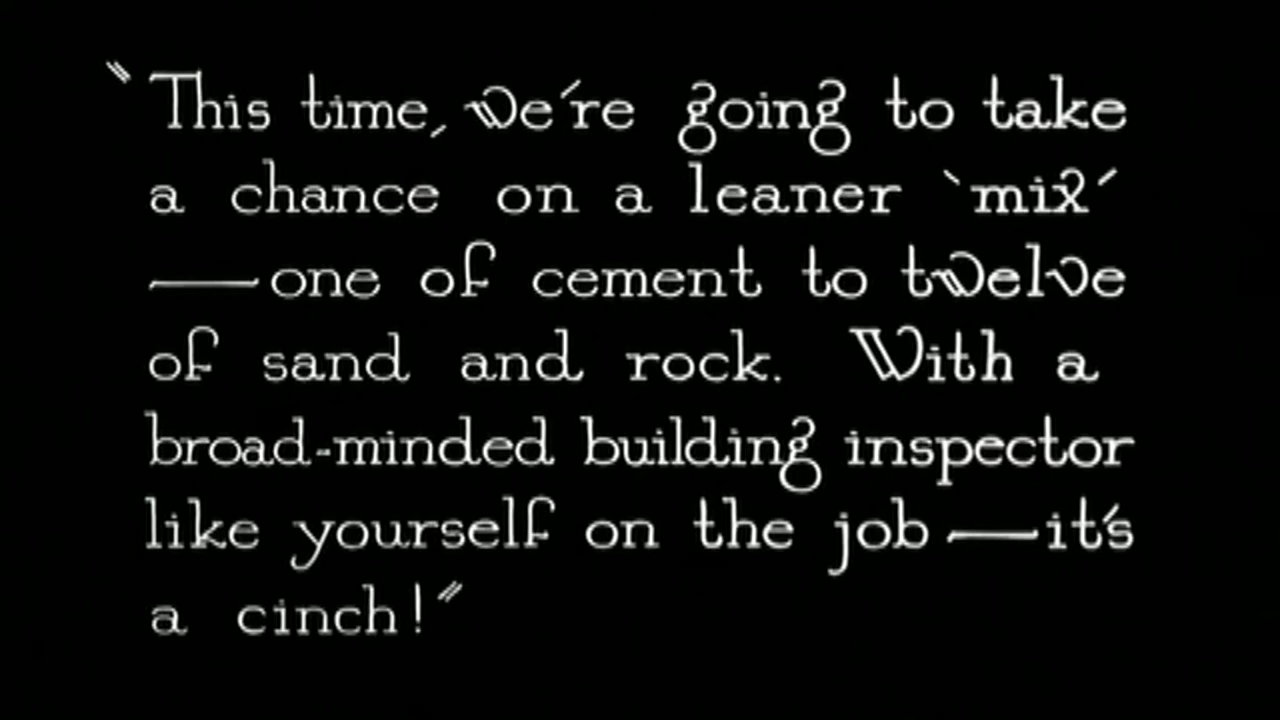 "This time, we're going to take
a chance on a leaner 'mix'
—one of cement to twelve
of sand and rock. With a
broad-minded building inspector
like yourself on the job—it's
a cinch!"